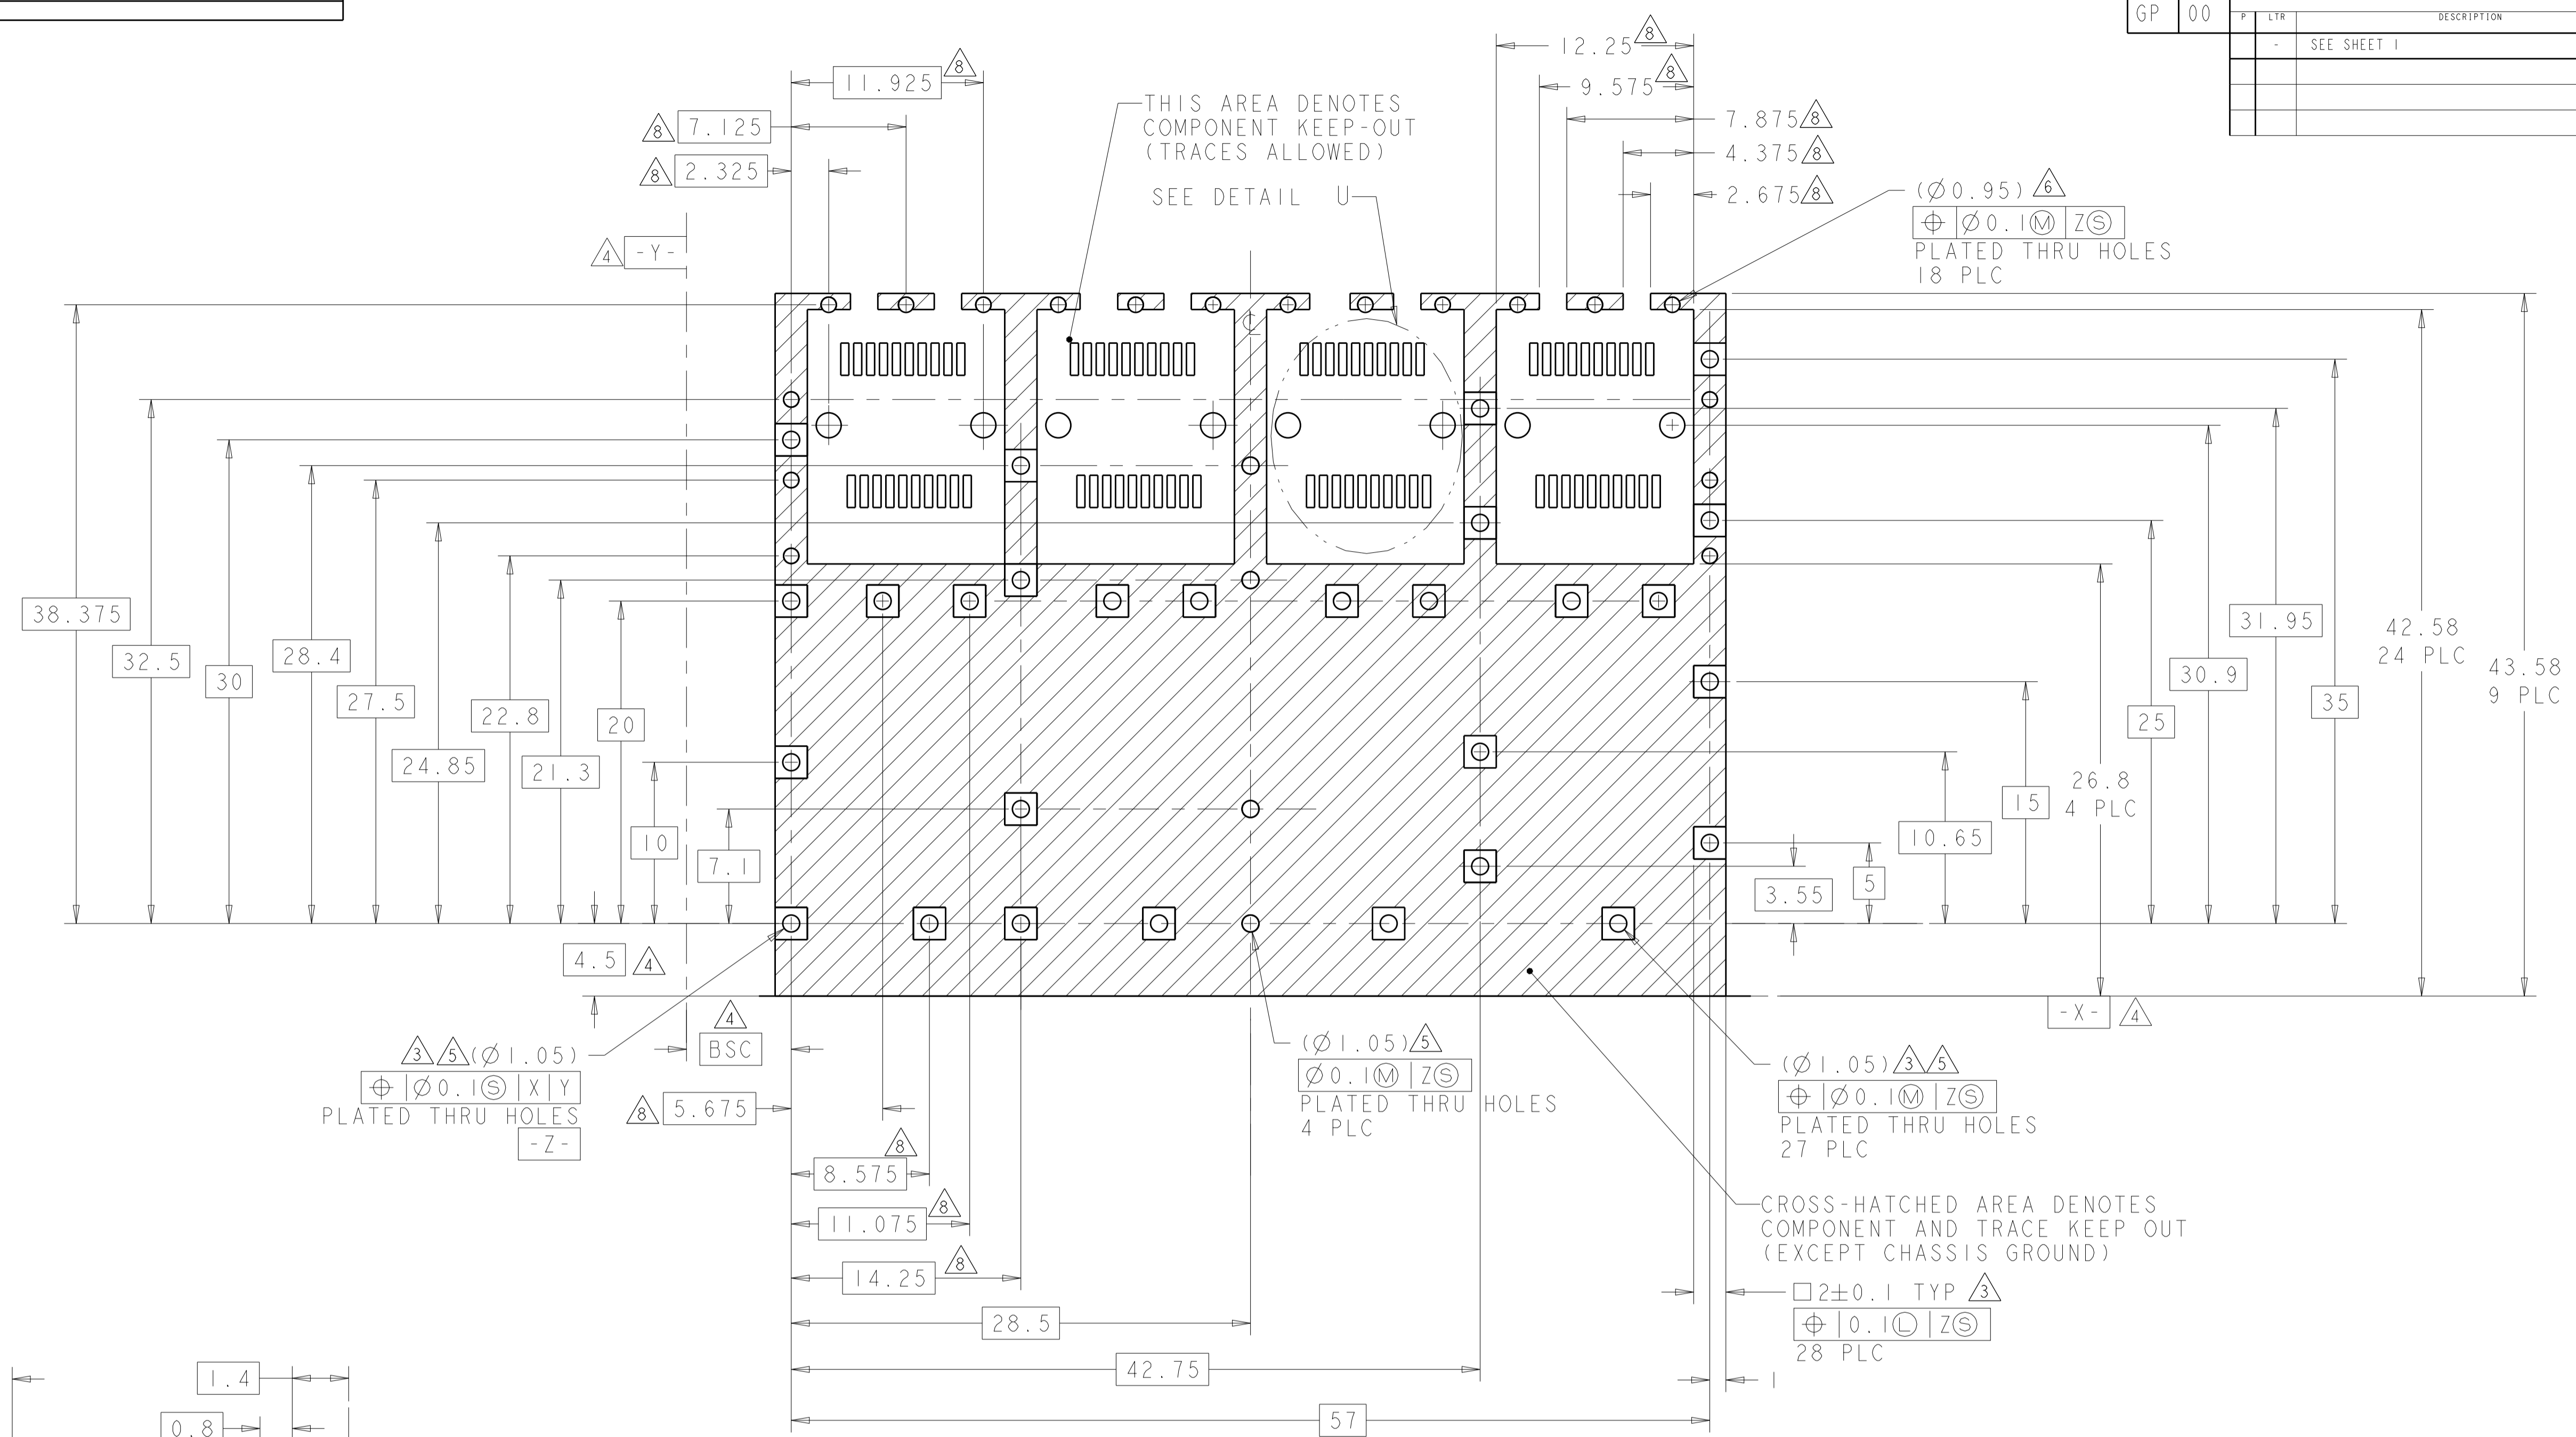 GP 00
P LTR DESCRIPTION
- SEE SHEET 1
12.25 8
11.925 8
9.575 8
THIS AREA DENOTES
COMPONENT KEEP-OUT
(TRACES ALLOWED)
8 7.125
7.875 8
4.375 8
8 2.325
2.675 8
SEE DETAIL U
(Ø0.95) 6
⌖ Ø0.1Ⓜ ZⓈ
PLATED THRU HOLES
18 PLC
4 -Y-
℄
38.375
32.5
30
28.4
27.5
24.85
22.8
21.3
20
10
7.1
4.5 4
43.58
9 PLC
42.58
24 PLC
35
31.95
30.9
25
26.8
4 PLC
15
10.65
5
3.55
-X- 4
3 5 (Ø1.05)
⌖ Ø0.1Ⓢ X Y
PLATED THRU HOLES
-Z-
4
BSC
8 5.675
8.575 8
11.075 8
14.25 8
28.5
42.75
57
(Ø1.05) 5
Ø0.1Ⓜ ZⓈ
PLATED THRU HOLES
4 PLC
(Ø1.05) 3 5
⌖ Ø0.1Ⓜ ZⓈ
PLATED THRU HOLES
27 PLC
CROSS-HATCHED AREA DENOTES
COMPONENT AND TRACE KEEP OUT
(EXCEPT CHASSIS GROUND)
□2±0.1 TYP 3
⌖ 0.1Ⓛ ZⓈ
28 PLC
1
1.4
0.8